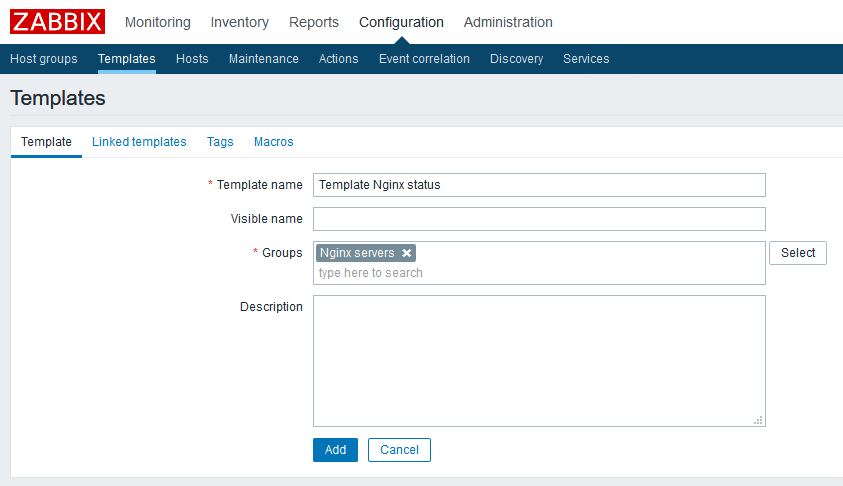 ZABBIX Monitoring Inventory Reports Configuration Administration
Host groups Templates Hosts Maintenance Actions Event correlation Discovery Services
Templates
Template Linked templates Tags Macros
* Template name Template Nginx status
Visible name
* Groups Nginx servers Select
type here to search
Description
Add Cancel